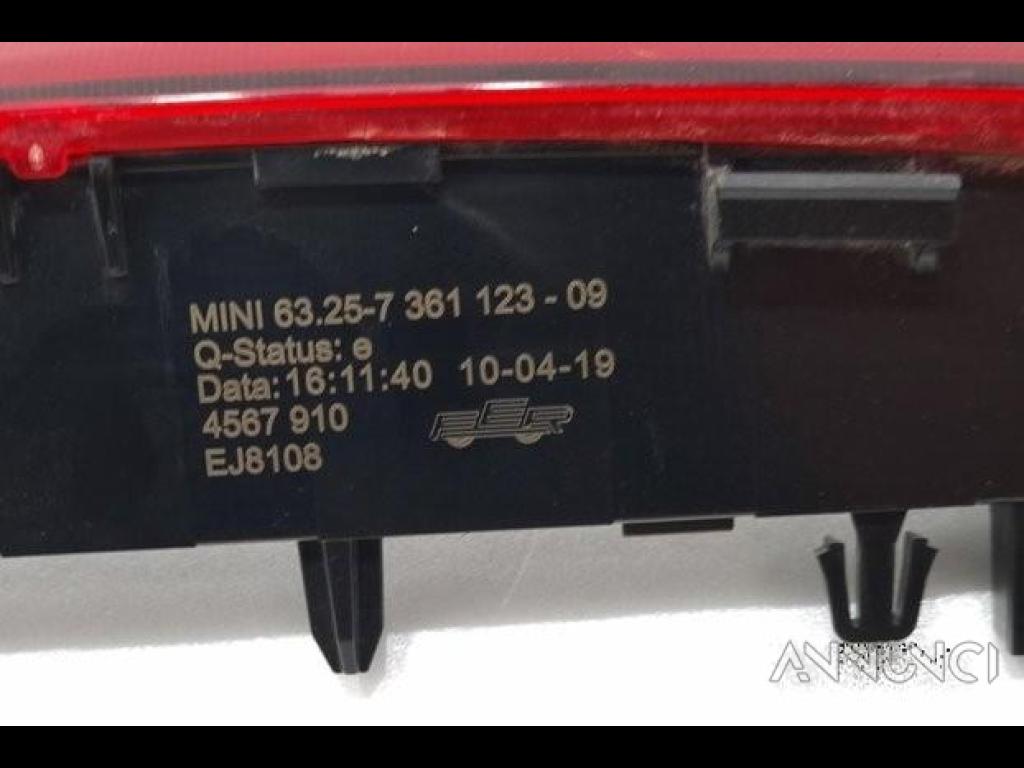 MINI 63.25-7 361 123 - 09
Q-Status: e
Data: 16:11:40 10-04-19
4567 910
FER
EJ8108
ANNUNCI